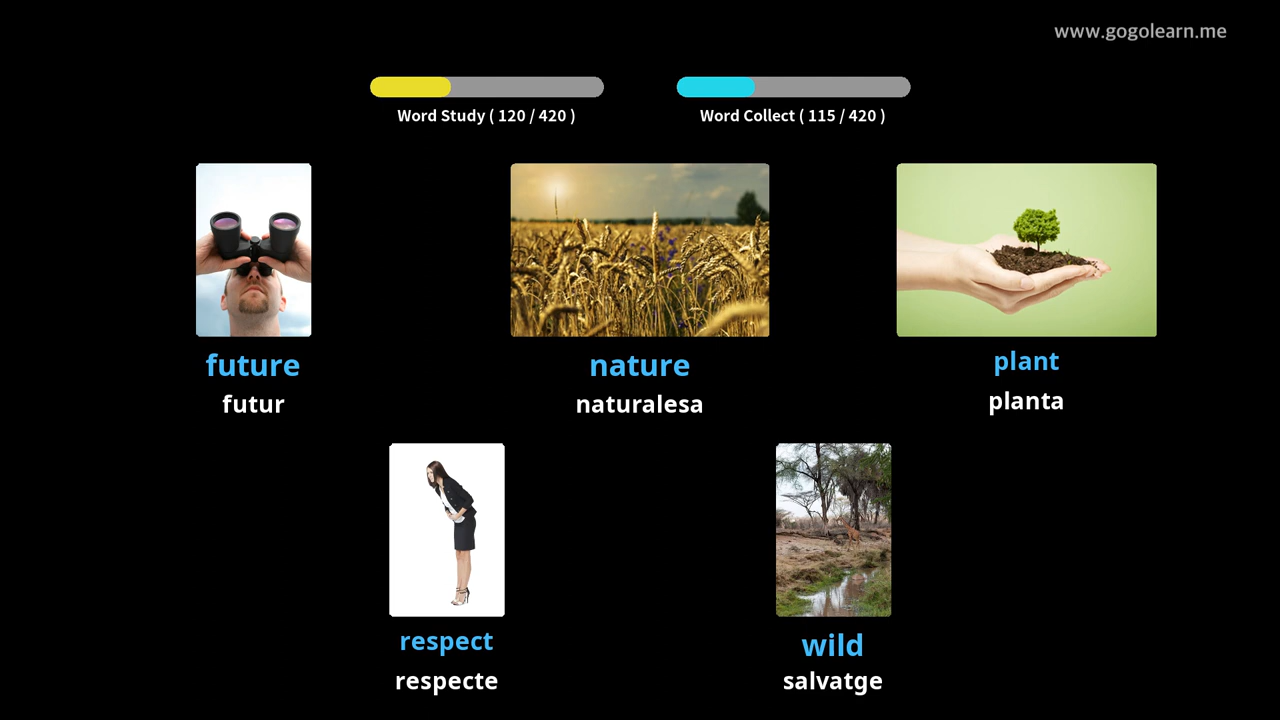 www.gogolearn.me
Word Study ( 120 / 420 )
Word Collect ( 115 / 420 )
future
futur
nature
naturalesa
plant
planta
respect
respecte
wild
salvatge